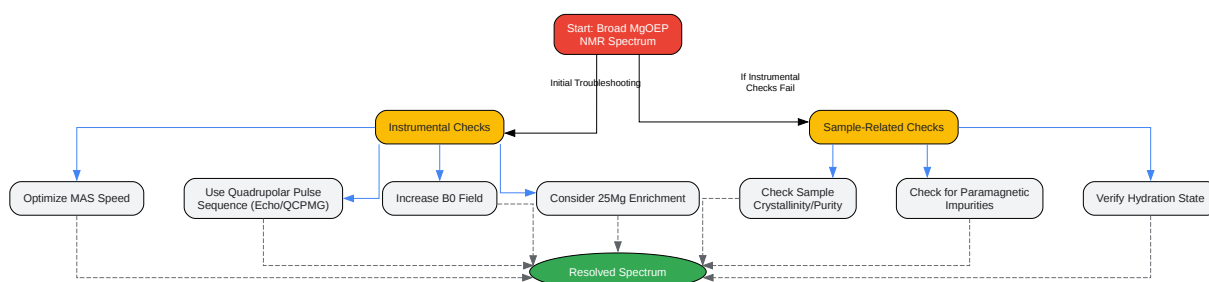 Start: Broad MgOEP
NMR Spectrum
Initial Troubleshooting
If Instrumental
Checks Fail
Instrumental Checks
Sample-Related Checks
Optimize MAS Speed
Use Quadrupolar Pulse
Sequence (Echo/QCPMG)
Increase B0 Field
Consider 25Mg Enrichment
Check Sample
Crystallinity/Purity
Check for Paramagnetic
Impurities
Verify Hydration State
Resolved Spectrum